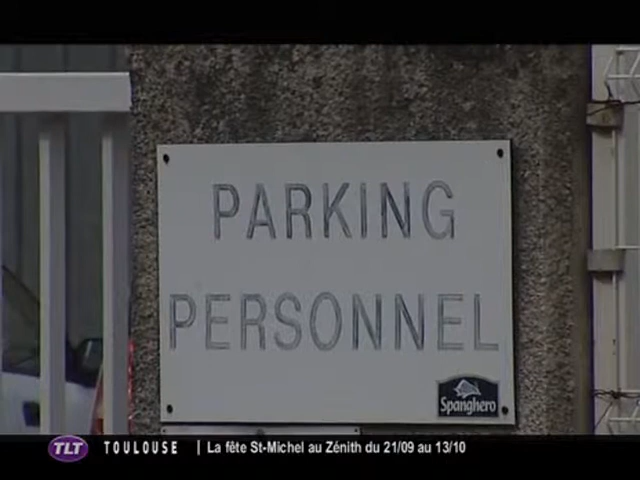 PARKING
PERSONNEL
Spanghero
TLT TOULOUSE | La fête St-Michel au Zénith du 21/09 au 13/10